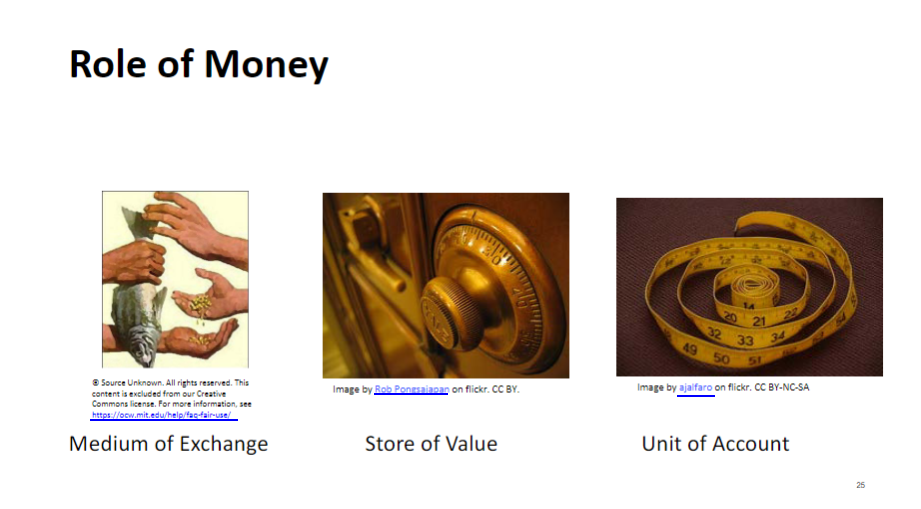 Role of Money
® Source Unknown. All rights reserved. This
content is excluded from our Creative
Commons license. For more information, see
https://ocw.mit.edu/help/faq-fair-use/
Medium of Exchange
Image by Rob Pongsajapan on flickr. CC BY.
Store of Value
14
20 21 22
32 33 34
49 50 51
Image by ajalfaro on flickr. CC BY-NC-SA
Unit of Account
25